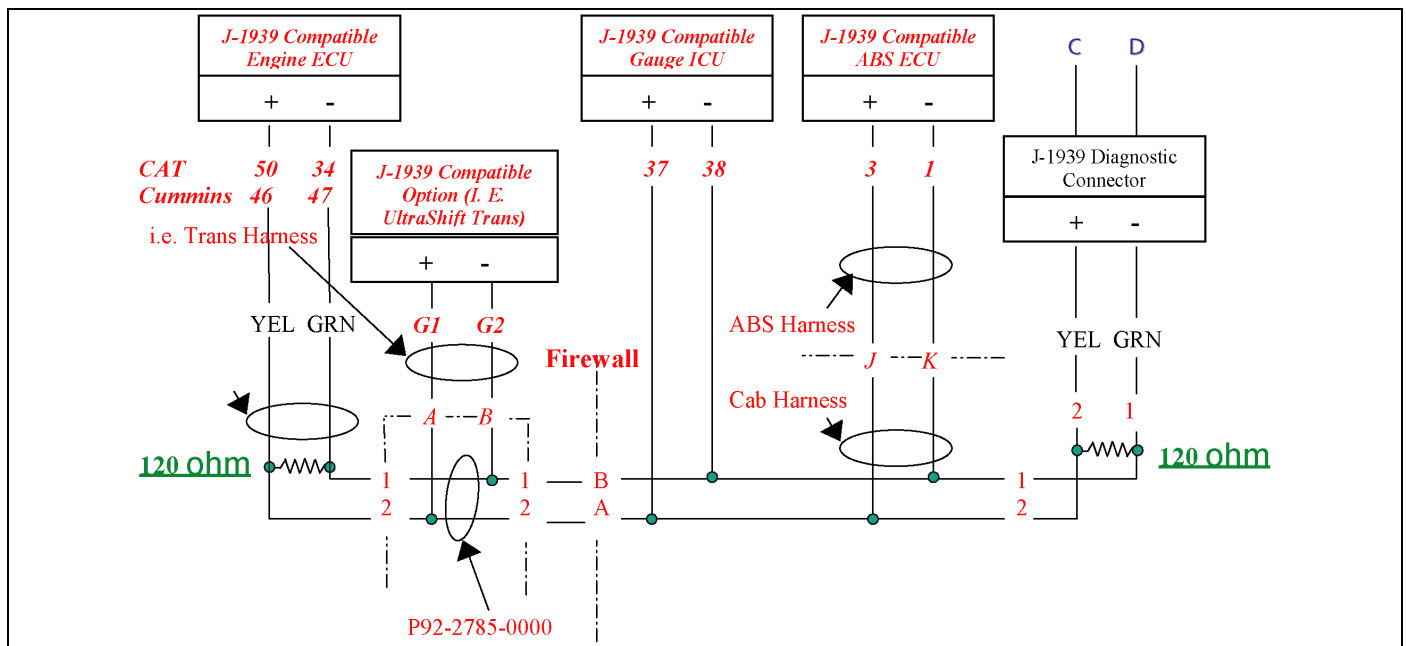 J-1939 Compatible
Engine ECU
+ -
J-1939 Compatible
Gauge ICU
+ -
J-1939 Compatible
ABS ECU
+ -
C D
J-1939 Diagnostic
Connector
+ -
CAT 50 34
Cummins 46 47
i.e. Trans Harness
J-1939 Compatible
Option (I. E.
UltraShift Trans)
+ -
37 38
3 1
YEL GRN
G1 G2
Firewall
ABS Harness
J K
YEL GRN
Cab Harness
A B
2 1
120 ohm
120 ohm
1 1 B 1
2 2 A 2
P92-2785-0000